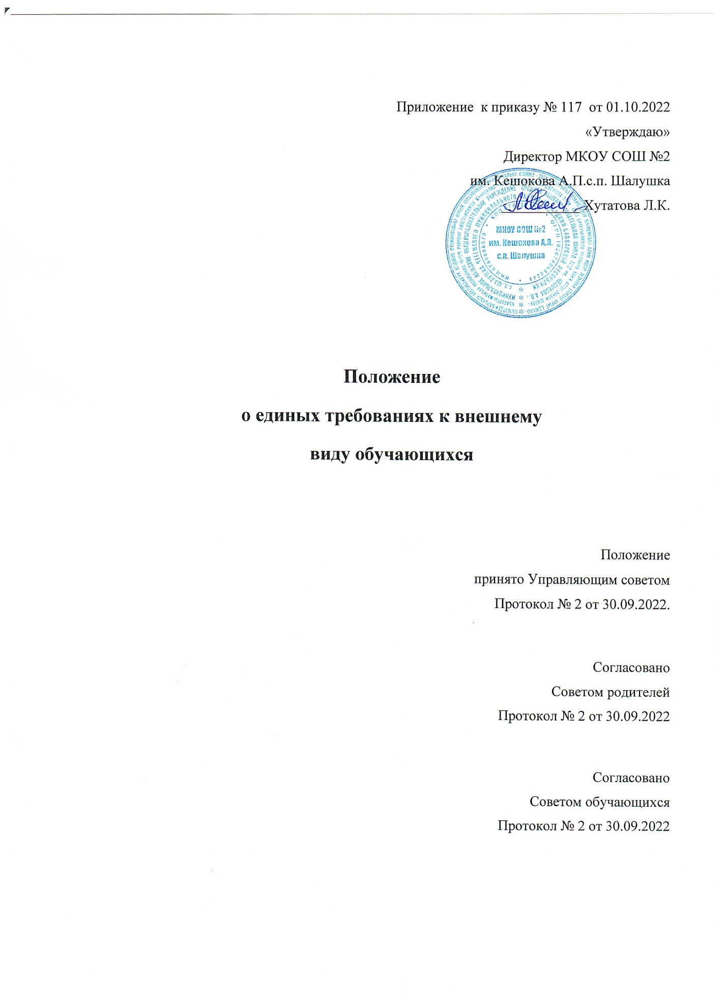 Приложение  к приказу № 117  от 01.10.2022
«Утверждаю»
Директор МКОУ СОШ №2
им. Кешокова А.П.с.п. Шалушка
Хутатова Л.К.
МКОУ СОШ №2
им. Кешокова А.П.
с.п. Шалушка
Положение
о единых требованиях к внешнему
виду обучающихся
Положение
принято Управляющим советом
Протокол № 2 от 30.09.2022.
Согласовано
Советом родителей
Протокол № 2 от 30.09.2022
Согласовано
Советом обучающихся
Протокол № 2 от 30.09.2022